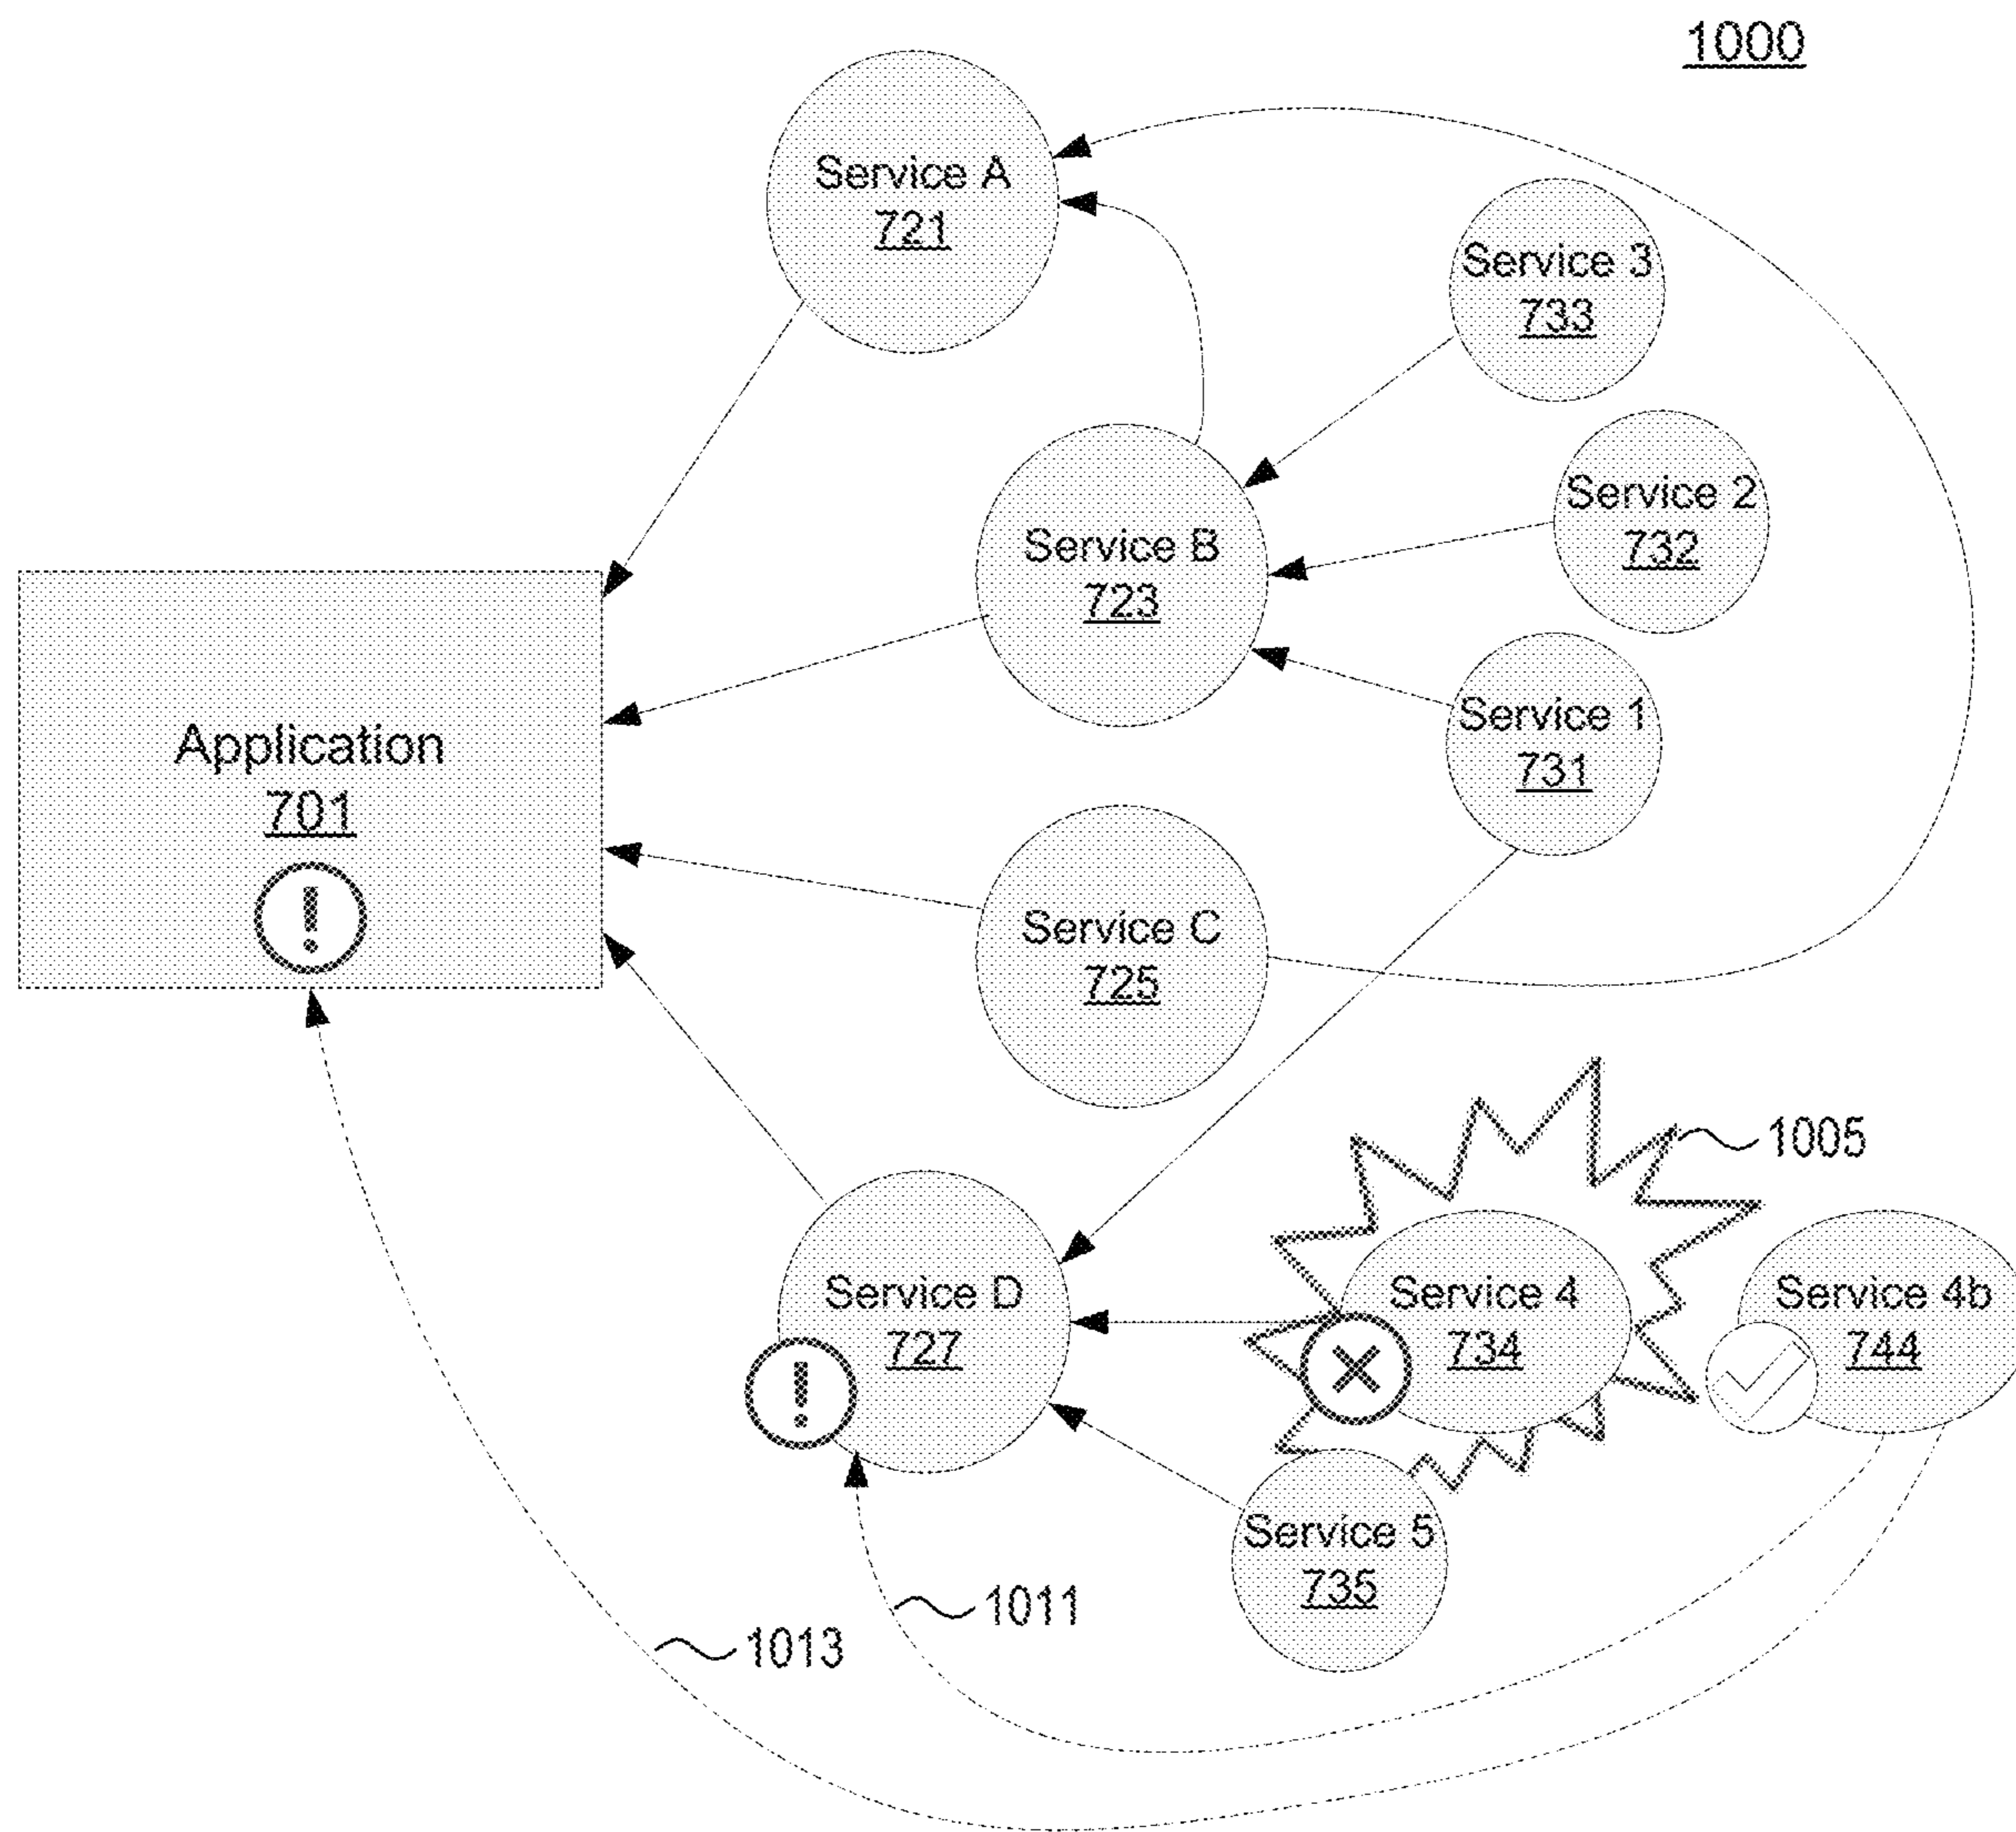 1000
Service A
721
Service 3
733
Service 2
732
Service B
723
Service 1
731
Application
701
!
Service C
725
1005
Service D
727
!
Service 4
734
Service 4b
744
Service 5
735
1011
1013